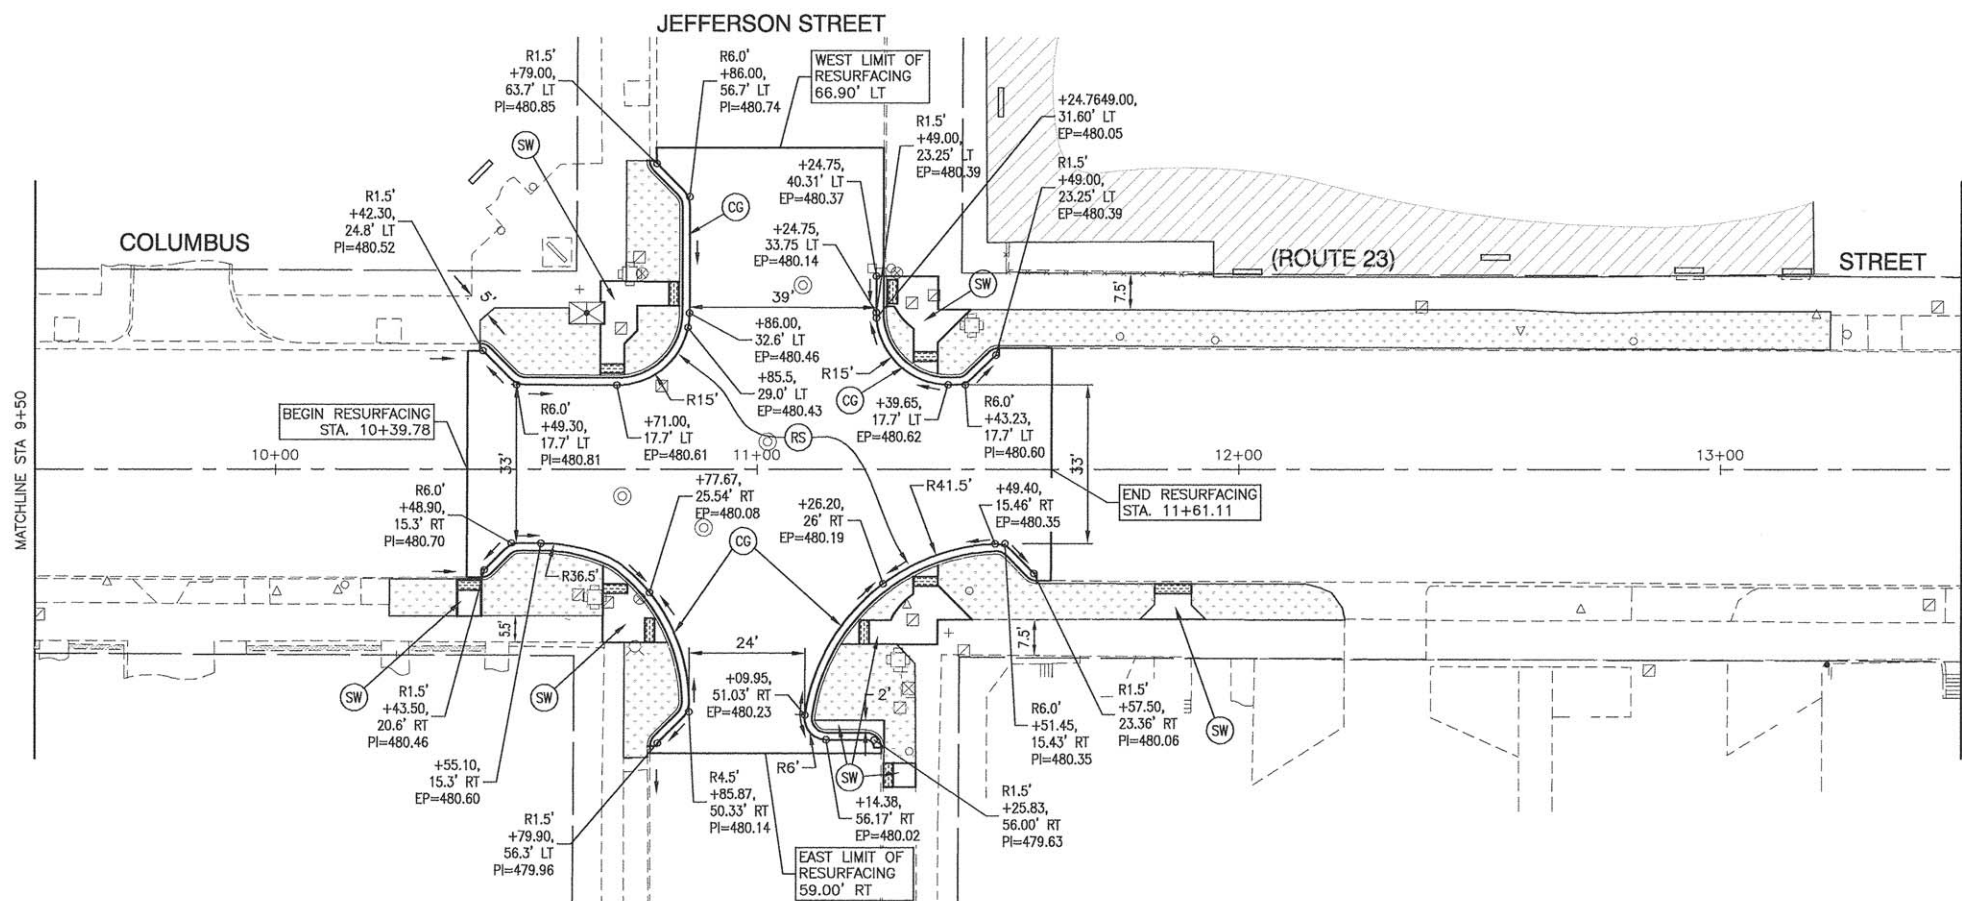 JEFFERSON STREET
R1.5'
+79.00,
63.7' LT
PI=480.85
R6.0'
+86.00,
56.7' LT
PI=480.74
WEST LIMIT OF
RESURFACING
66.90' LT
+24.7649.00,
31.60' LT
EP=480.05
R1.5'
+49.00,
23.25' LT
EP=480.39
R1.5'
+49.00,
23.25' LT
EP=480.39
SW
+24.75,
40.31' LT
EP=480.37
CG
R1.5'
+42.30,
24.8' LT
PI=480.52
+24.75,
33.75 LT
EP=480.14
COLUMBUS
(ROUTE 23)
STREET
5'
39'
SW
7.5'
+86.00,
32.6' LT
EP=480.46
R15'
R15'
+85.5,
29.0' LT
EP=480.43
CG
BEGIN RESURFACING
STA. 10+39.78
R6.0'
+49.30,
17.7' LT
PI=480.81
+71.00,
17.7' LT
EP=480.61
RS
+39.65,
17.7' LT
EP=480.62
R6.0'
+43.23,
17.7' LT
PI=480.60
MATCHLINE STA 9+50
10+00
33'
11+00
33'
12+00
13+00
R6.0'
+48.90,
15.3' RT
PI=480.70
+77.67,
25.54' RT
EP=480.08
+26.20,
26' RT
EP=480.19
R41.5'
+49.40,
15.46' RT
EP=480.35
END RESURFACING
STA. 11+61.11
CG
R36.5'
5.5'
24'
7.5'
SW
SW
R1.5'
+43.50,
20.6' RT
PI=480.46
+09.95,
51.03' RT
EP=480.23
2'
R6.0'
+51.45,
15.43' RT
PI=480.35
R1.5'
+57.50,
23.36' RT
PI=480.06
SW
+55.10,
15.3' RT
EP=480.60
R4.5'
+85.87,
50.33' RT
PI=480.14
R6'
SW
+14.38,
56.17' RT
EP=480.02
R1.5'
+25.83,
56.00' RT
PI=479.63
R1.5'
+79.90,
56.3' LT
PI=479.96
EAST LIMIT OF
RESURFACING
59.00' RT